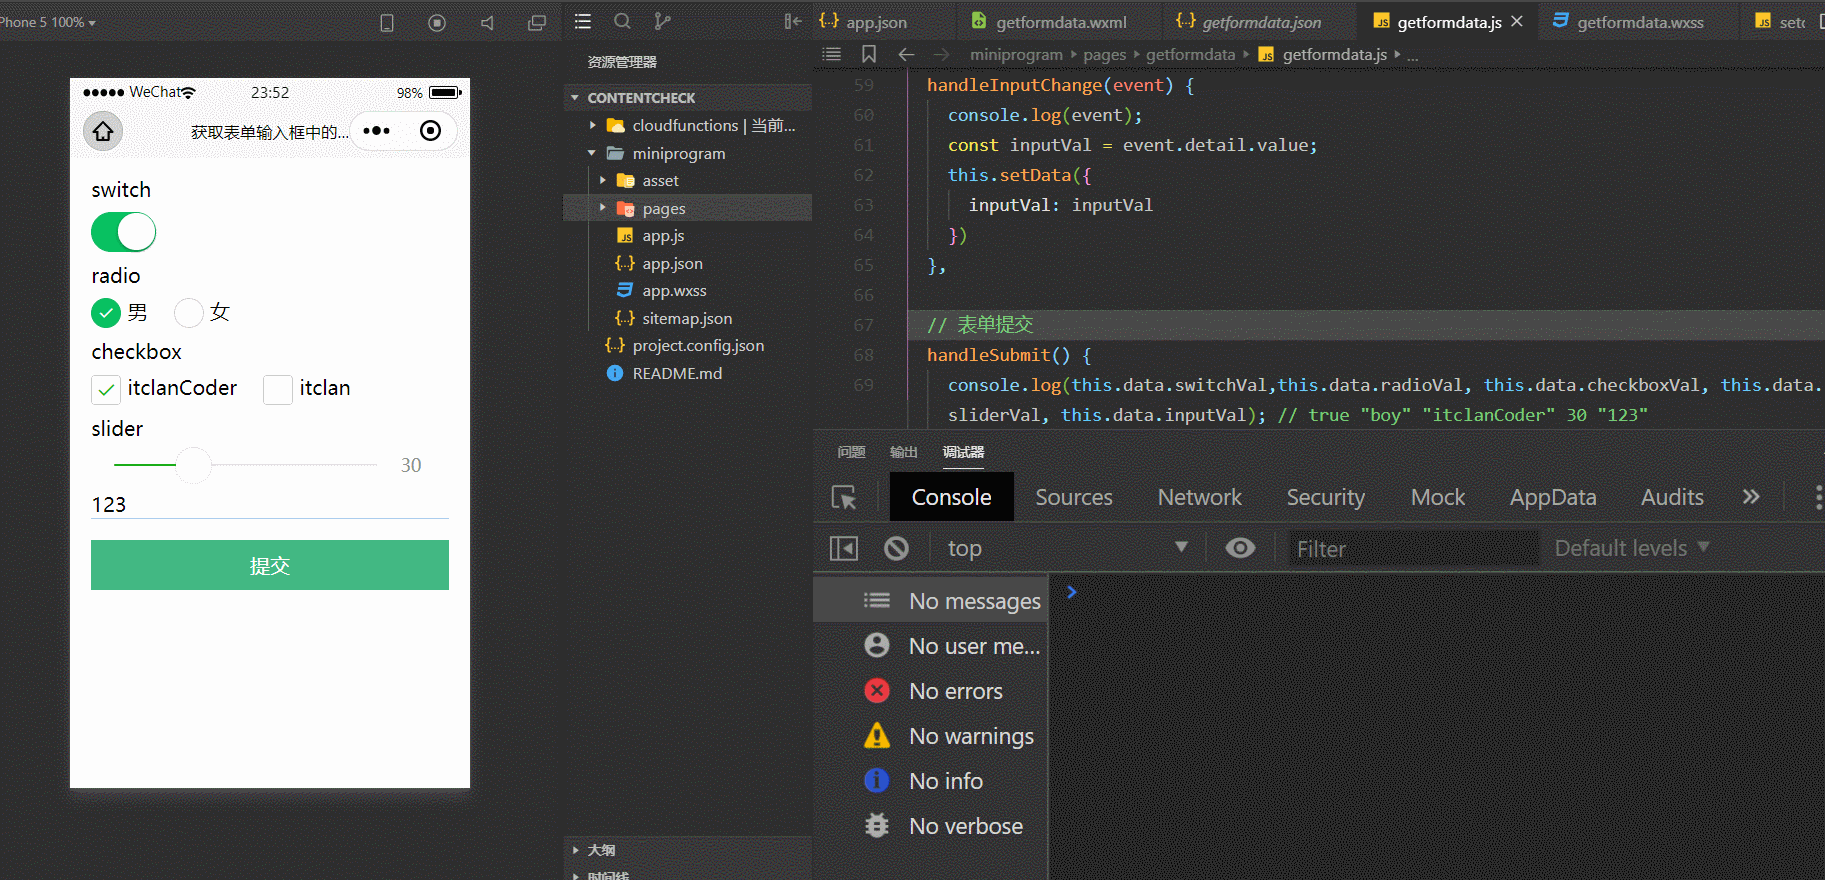 Phone 5 100%
WeChat 23:52 98%
获取表单输入框中的...
switch
radio
男 女
checkbox
itclanCoder itclan
slider
30
123
提交
资源管理器
CONTENTCHECK
cloudfunctions | 当前...
miniprogram
asset
pages
app.js
app.json
app.wxss
sitemap.json
project.config.json
README.md
大纲
时间线
app.json getformdata.wxml getformdata.json getformdata.js getformdata.wxss
miniprogram pages getformdata getformdata.js ...
59 handleInputChange(event) {
60 console.log(event);
61 const inputVal = event.detail.value;
62 this.setData({
63 inputVal: inputVal
64 })
65 },
66
67 // 表单提交
68 handleSubmit() {
69 console.log(this.data.switchVal,this.data.radioVal, this.data.checkboxVal, this.data.
sliderVal, this.data.inputVal); // true "boy" "itclanCoder" 30 "123"
问题 输出 调试器
Console Sources Network Security Mock AppData Audits
top Filter Default levels
No messages
No user me...
No errors
No warnings
No info
No verbose